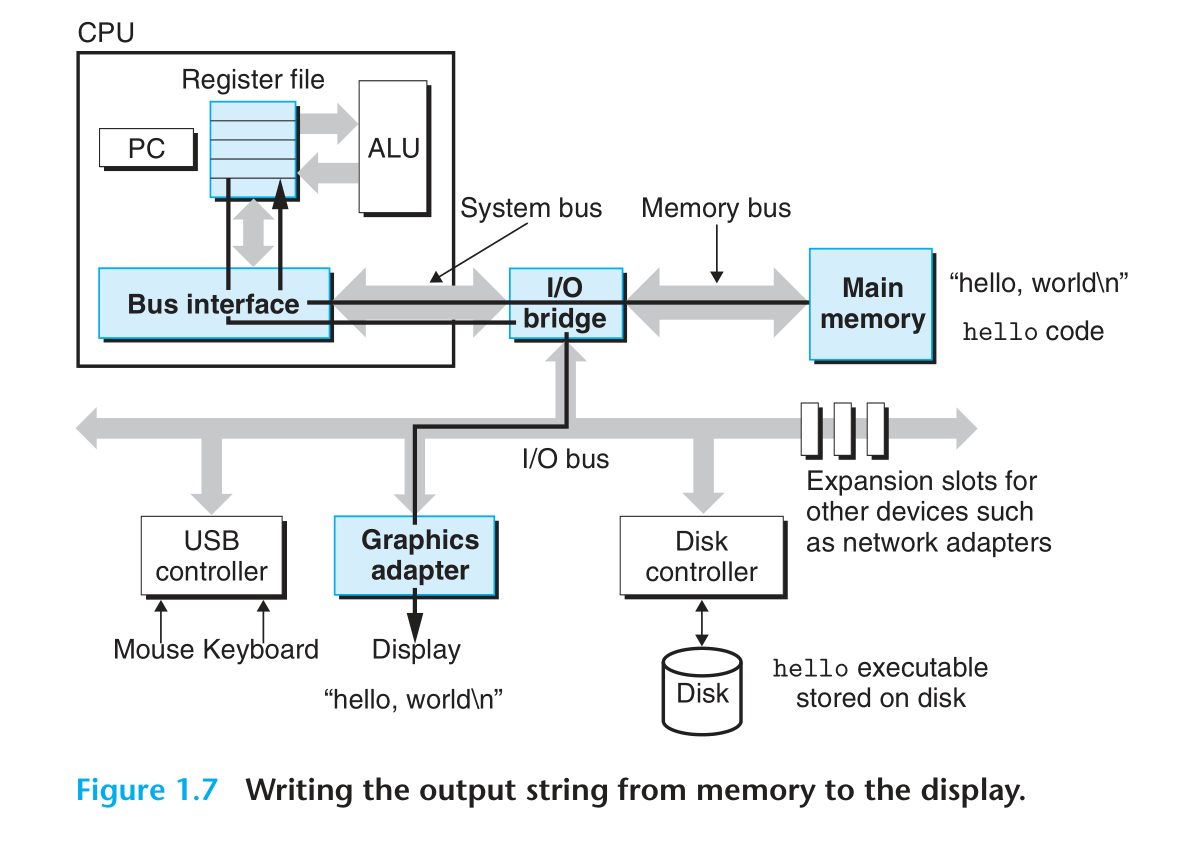 CPU
Register file
PC
ALU
System bus
Memory bus
Bus interface
I/O
bridge
Main
memory
“hello, world\n”
hello code
I/O bus
Expansion slots for
other devices such
as network adapters
USB
controller
Graphics
adapter
Disk
controller
Mouse Keyboard
Display
“hello, world\n”
Disk
hello executable
stored on disk
Figure 1.7 Writing the output string from memory to the display.